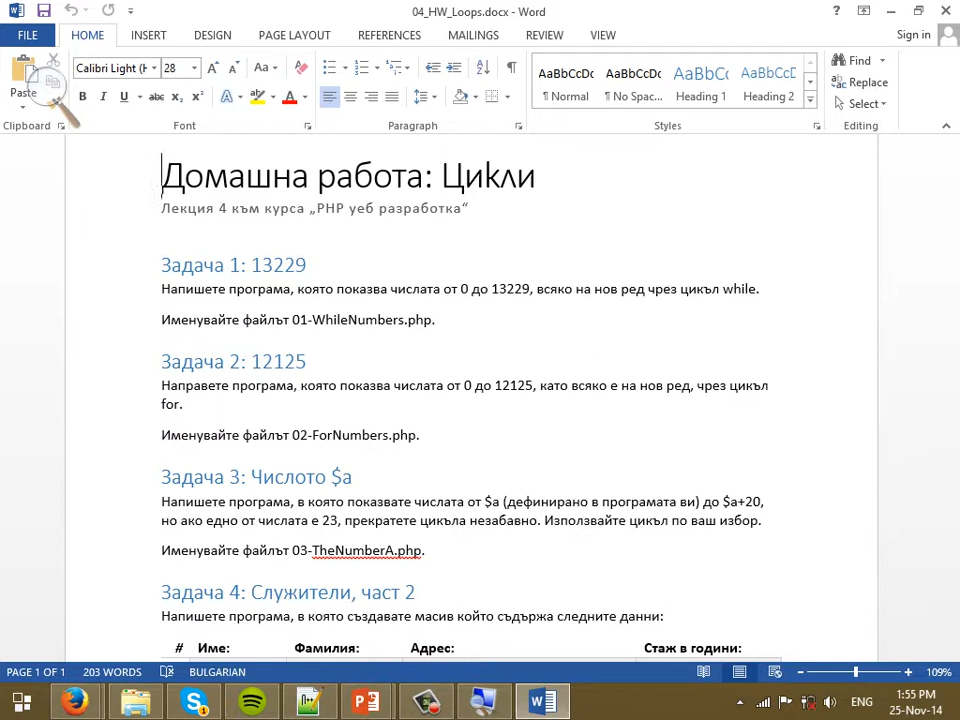 04_HW_Loops.docx - Word
FILE HOME INSERT DESIGN PAGE LAYOUT REFERENCES MAILINGS REVIEW VIEW Sign in
Calibri Light (H 28 Aa
Paste
B I U abc x₂ x² A A
AaBbCcDc AaBbCcDc AaBbC AaBbCcD
¶ Normal ¶ No Spac... Heading 1 Heading 2
Find
Replace
Select
Clipboard Font Paragraph Styles Editing
Домашна работа: Цикли
Лекция 4 към курса „PHP уеб разработка“
Задача 1: 13229
Напишете програма, която показва числата от 0 до 13229, всяко на нов ред чрез цикъл while.
Именувайте файлът 01-WhileNumbers.php.
Задача 2: 12125
Направете програма, която показва числата от 0 до 12125, като всяко е на нов ред, чрез цикъл
for.
Именувайте файлът 02-ForNumbers.php.
Задача 3: Числото $a
Напишете програма, в която показвате числата от $a (дефинирано в програмата ви) до $a+20,
но ако едно от числата е 23, прекратете цикъла незабавно. Използвайте цикъл по ваш избор.
Именувайте файлът 03-TheNumberA.php.
Задача 4: Служители, част 2
Напишете програма, в която създавате масив който съдържа следните данни:
# Име: Фамилия: Адрес: Стаж в години:
PAGE 1 OF 1 203 WORDS BULGARIAN 109%
ENG
1:55 PM
25-Nov-14